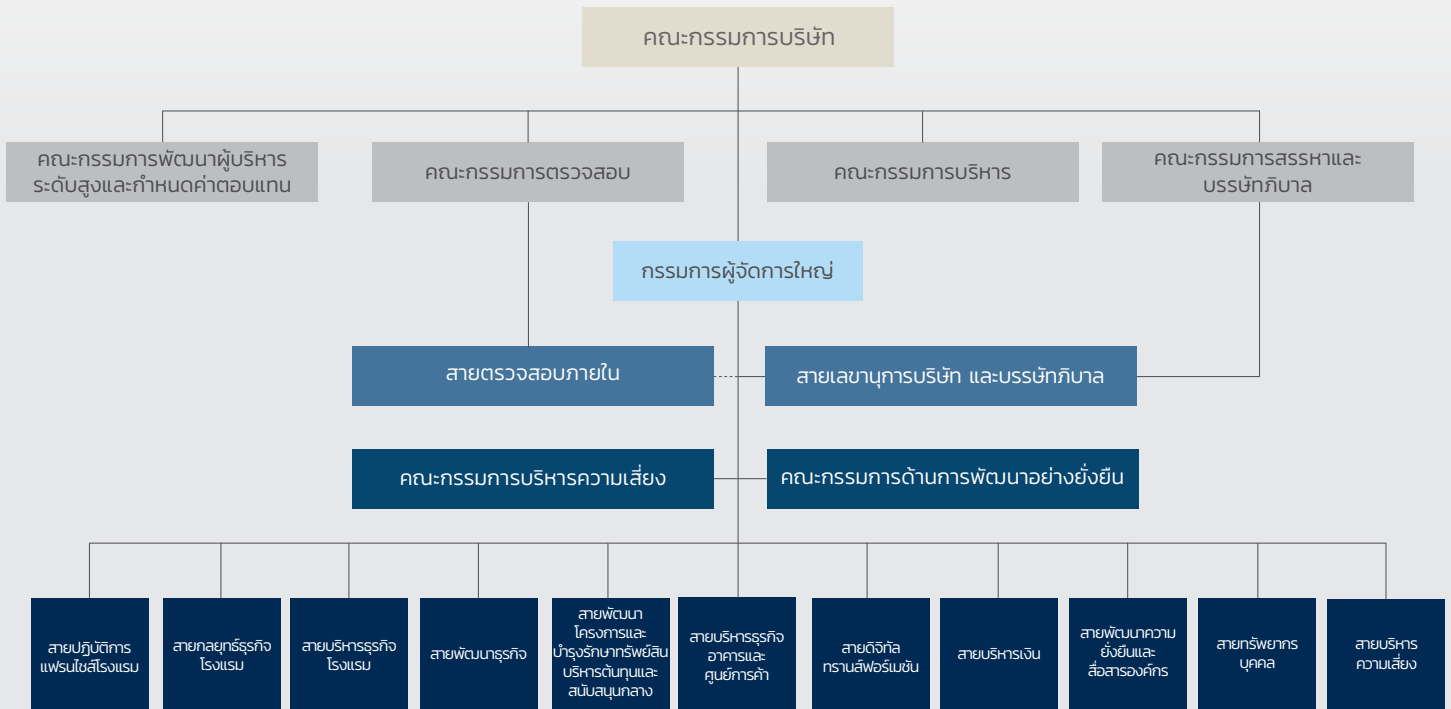 คณะกรรมการบริษัท
คณะกรรมการพัฒนาผู้บริหาร
ระดับสูงและกำหนดค่าตอบแทน
คณะกรรมการตรวจสอบ
คณะกรรมการบริหาร
คณะกรรมการสรรหาและ
บรรษัทภิบาล
กรรมการผู้จัดการใหญ่
สายตรวจสอบภายใน
สายเลขานุการบริษัท และบรรษัทภิบาล
คณะกรรมการบริหารความเสี่ยง
คณะกรรมการด้านการพัฒนาอย่างยั่งยืน
สายปฏิบัติการ
แฟรนไชส์โรงแรม
สายกลยุทธ์ธุรกิจ
โรงแรม
สายบริหารธุรกิจ
โรงแรม
สายพัฒนาธุรกิจ
สายพัฒนา
โครงการและ
บำรุงรักษาทรัพย์สิน
บริหารต้นทุนและ
สนับสนุนกลาง
สายบริหารธุรกิจ
อาคารและ
ศูนย์การค้า
สายดิจิทัล
ทรานส์ฟอร์เมชัน
สายบริหารเงิน
สายพัฒนาความ
ยั่งยืนและ
สื่อสารองค์กร
สายทรัพยากร
บุคคล
สายบริหาร
ความเสี่ยง